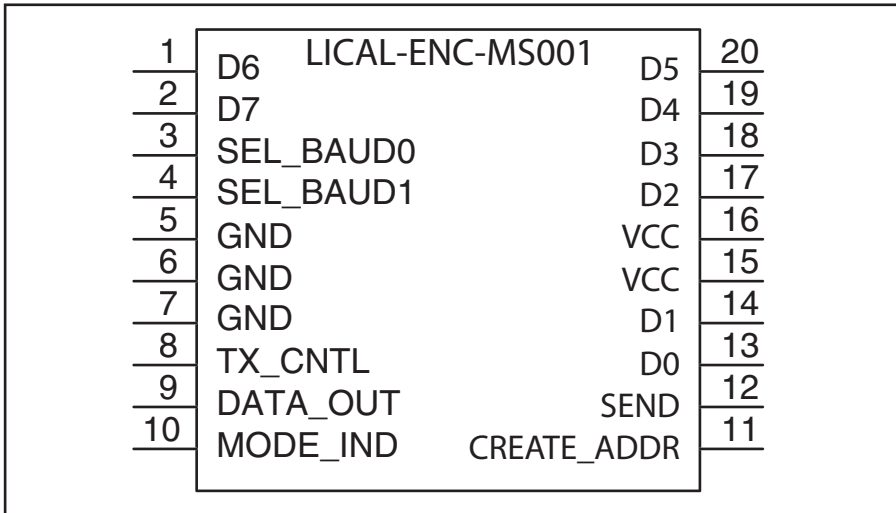 LICAL-ENC-MS001
1 D6 D5 20
2 D7 D4 19
3 SEL_BAUD0 D3 18
4 SEL_BAUD1 D2 17
5 GND VCC 16
6 GND VCC 15
7 GND D1 14
8 TX_CNTL D0 13
9 DATA_OUT SEND 12
10 MODE_IND CREATE_ADDR 11